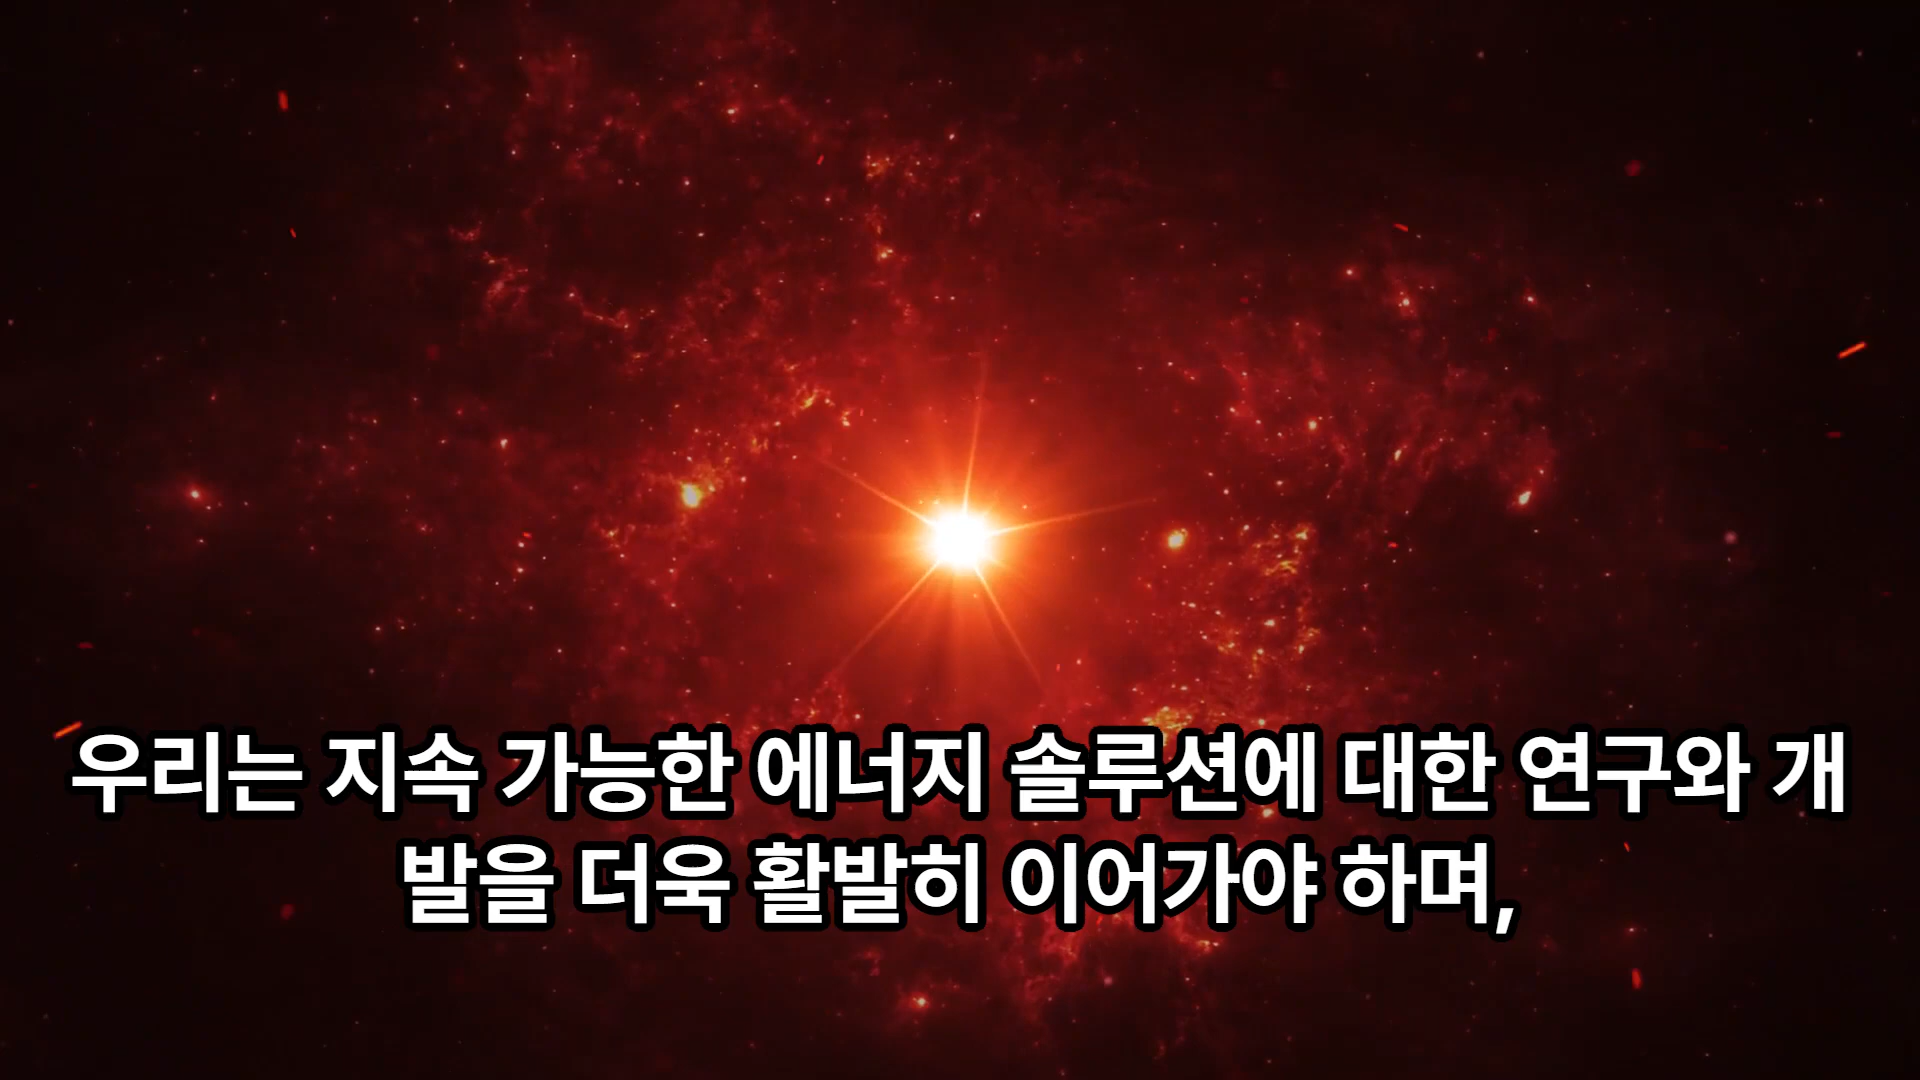 우리는 지속 가능한 에너지 솔루션에 대한 연구와 개
발을 더욱 활발히 이어가야 하며,